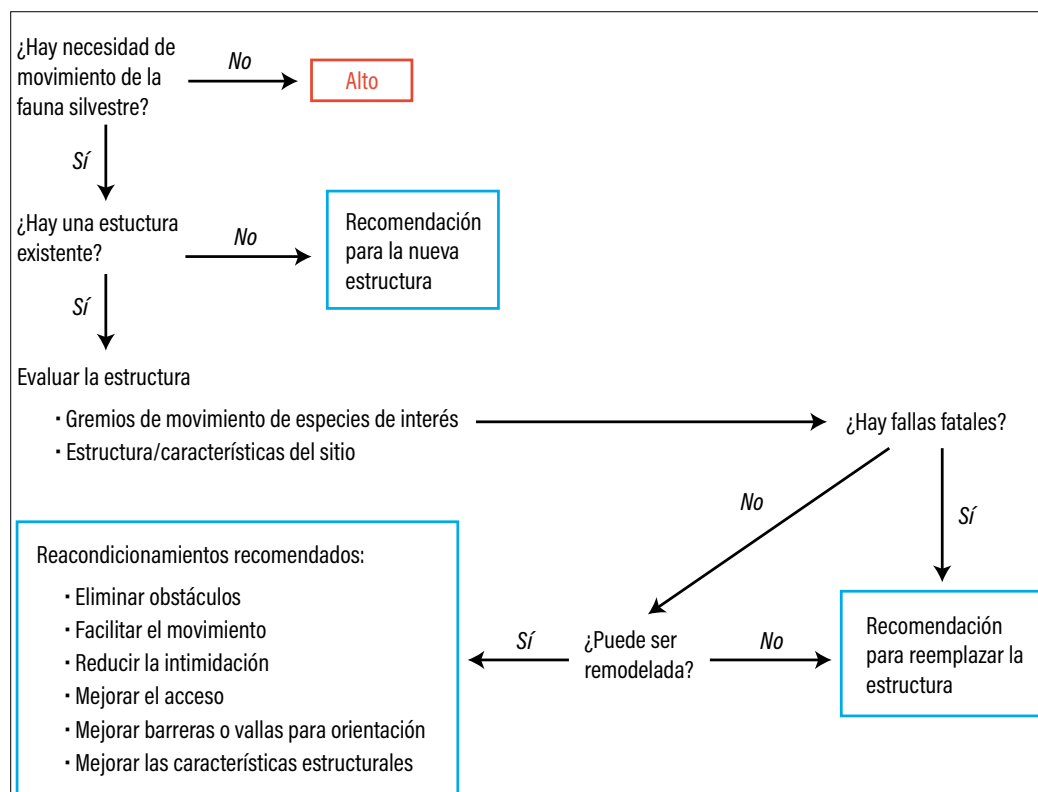 ¿Hay necesidad de
movimiento de la
fauna silvestre?
No
Alto
Sí
¿Hay una estuctura
existente?
No
Recomendación
para la nueva
estructura
Sí
Evaluar la estructura
· Gremios de movimiento de especies de interés
· Estructura/características del sitio
¿Hay fallas fatales?
No
Sí
¿Puede ser
remodelada?
No
Recomendación
para reemplazar la
estructura
Sí
Reacondicionamientos recomendados:
· Eliminar obstáculos
· Facilitar el movimiento
· Reducir la intimidación
· Mejorar el acceso
· Mejorar barreras o vallas para orientación
· Mejorar las características estructurales